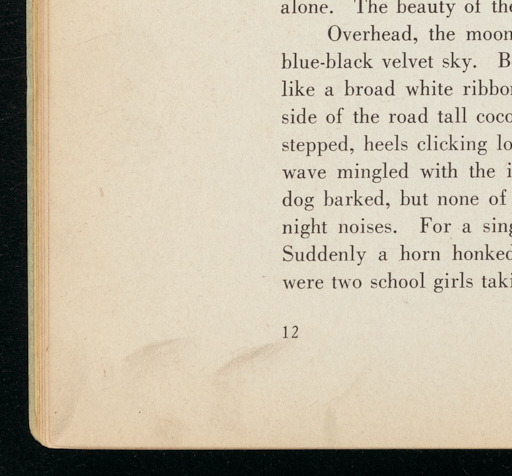 alone. The beauty of the
Overhead, the moon
blue-black velvet sky. B
like a broad white ribbo
side of the road tall coco
stepped, heels clicking lo
wave mingled with the i
dog barked, but none of
night noises. For a sing
Suddenly a horn honked
were two school girls taki
12